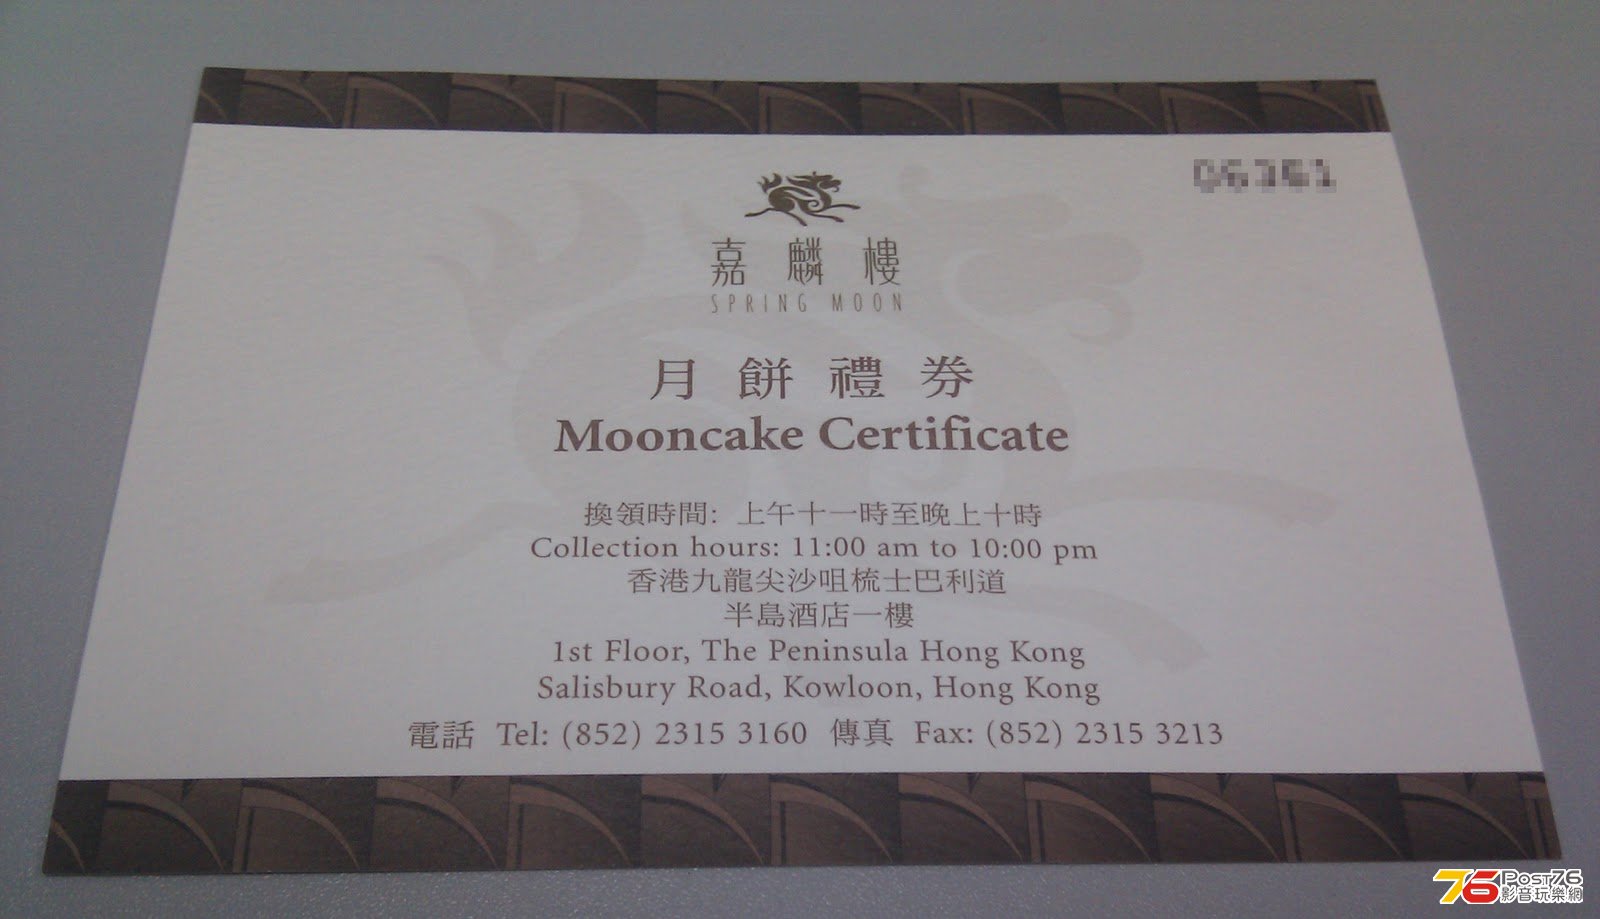 嘉麟樓
SPRING MOON
月餅禮券
Mooncake Certificate
換領時間: 上午十一時至晚上十時
Collection hours: 11:00 am to 10:00 pm
香港九龍尖沙咀梳士巴利道
半島酒店一樓
1st Floor, The Peninsula Hong Kong
Salisbury Road, Kowloon, Hong Kong
電話 Tel: (852) 2315 3160 傳真 Fax: (852) 2315 3213
76 Post76
影音玩樂網